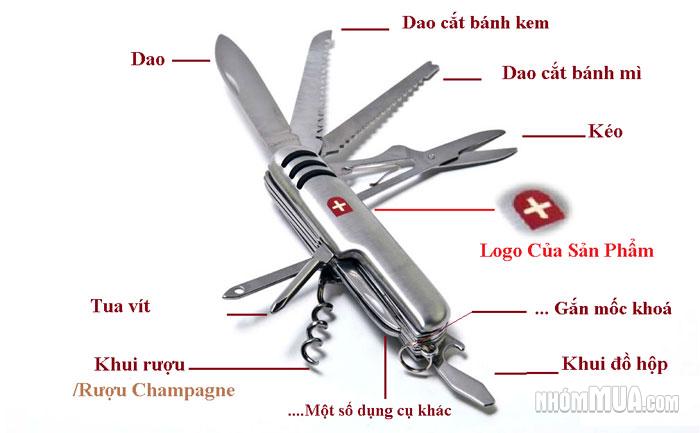 Dao cắt bánh kem
Dao
Dao cắt bánh mì
Kéo
Logo Của Sản Phẩm
Tua vít
... Gắn mốc khoá
Khui rượu
/Rượu Champagne
Khui đồ hộp
....Một số dụng cụ khác
NHÓMMUA.com